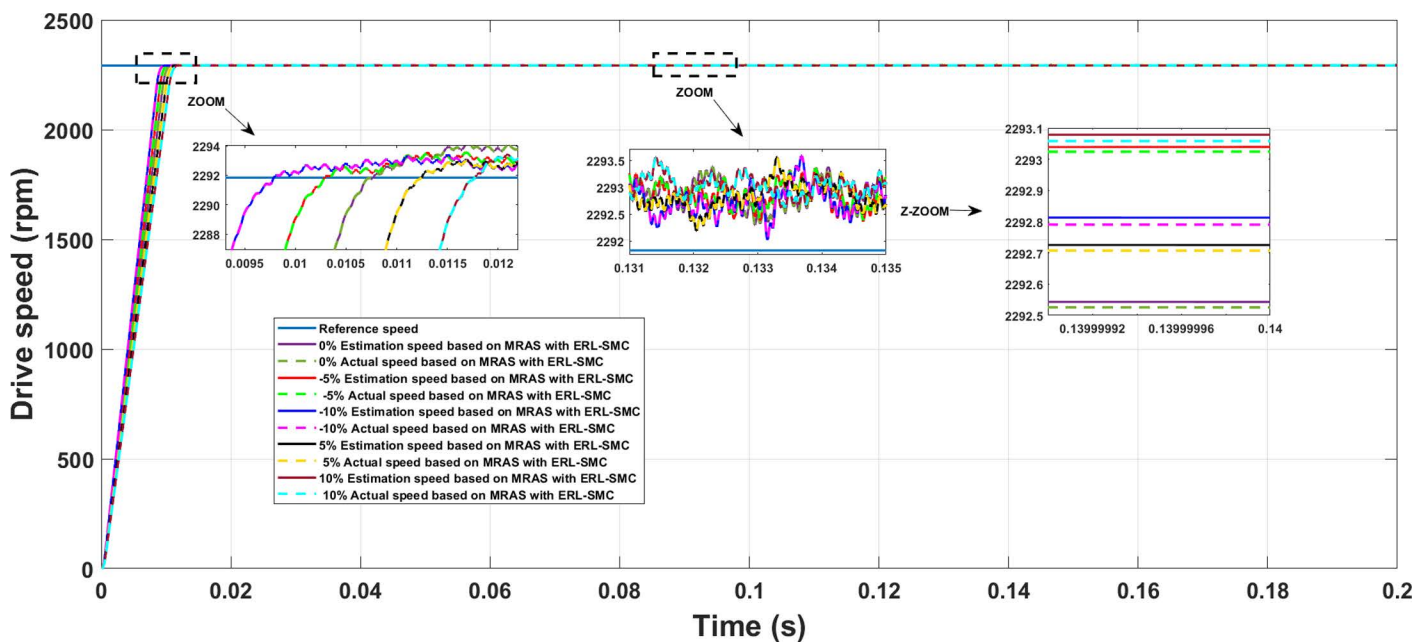 2500
2000
1500
1000
500
0
Drive speed (rpm)
ZOOM
2294
2292
2290
2288
0.0095 0.01 0.0105 0.011 0.0115 0.012
ZOOM
2293.5
2293
2292.5
2292
0.131 0.132 0.133 0.134 0.135
Z-ZOOM
2293.1
2293
2292.9
2292.8
2292.7
2292.6
2292.5
0.13999992 0.13999996 0.14
Reference speed
0% Estimation speed based on MRAS with ERL-SMC
0% Actual speed based on MRAS with ERL-SMC
-5% Estimation speed based on MRAS with ERL-SMC
-5% Actual speed based on MRAS with ERL-SMC
-10% Estimation speed based on MRAS with ERL-SMC
-10% Actual speed based on MRAS with ERL-SMC
5% Estimation speed based on MRAS with ERL-SMC
5% Actual speed based on MRAS with ERL-SMC
10% Estimation speed based on MRAS with ERL-SMC
10% Actual speed based on MRAS with ERL-SMC
0 0.02 0.04 0.06 0.08 0.1 0.12 0.14 0.16 0.18 0.2
Time (s)